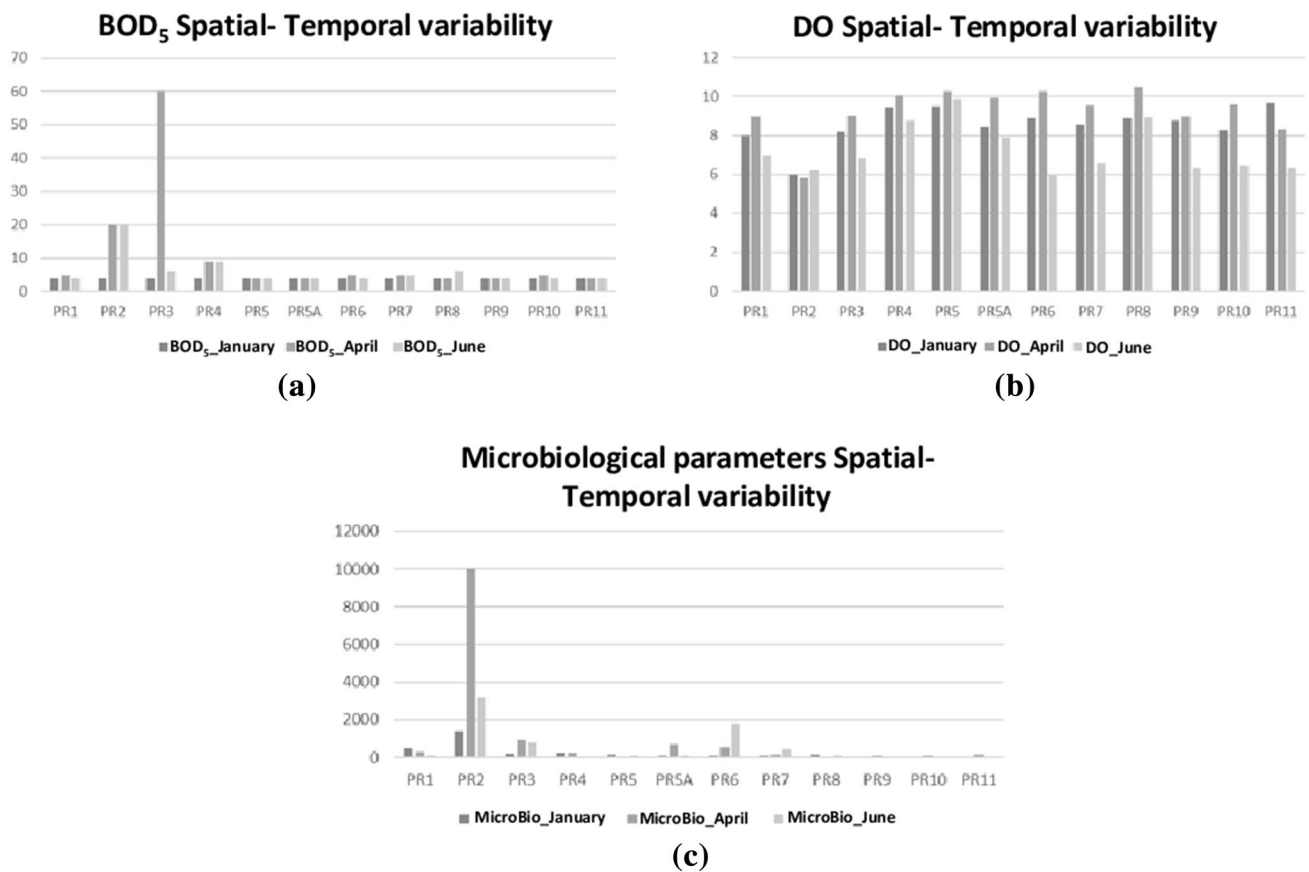 BOD₅ Spatial- Temporal variability
70
60
50
40
30
20
10
0
PR1 PR2 PR3 PR4 PR5 PR5A PR6 PR7 PR8 PR9 PR10 PR11
BOD₅_January BOD₅_April BOD₅_June
(a)
DO Spatial- Temporal variability
12
10
8
6
4
2
0
PR1 PR2 PR3 PR4 PR5 PR5A PR6 PR7 PR8 PR9 PR10 PR11
DO_January DO_April DO_June
(b)
Microbiological parameters Spatial-
Temporal variability
12000
10000
8000
6000
4000
2000
0
PR1 PR2 PR3 PR4 PR5 PR5A PR6 PR7 PR8 PR9 PR10 PR11
MicroBio_January MicroBio_April MicroBio_June
(c)